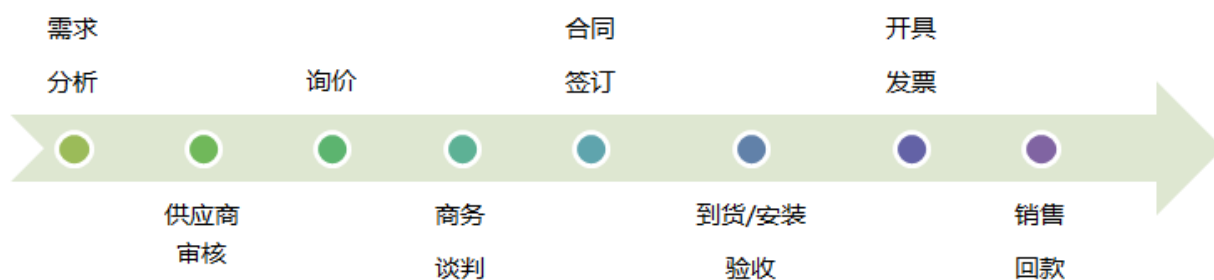 需求
分析
供应商
审核
询价
商务
谈判
合同
签订
到货/安装
验收
开具
发票
销售
回款